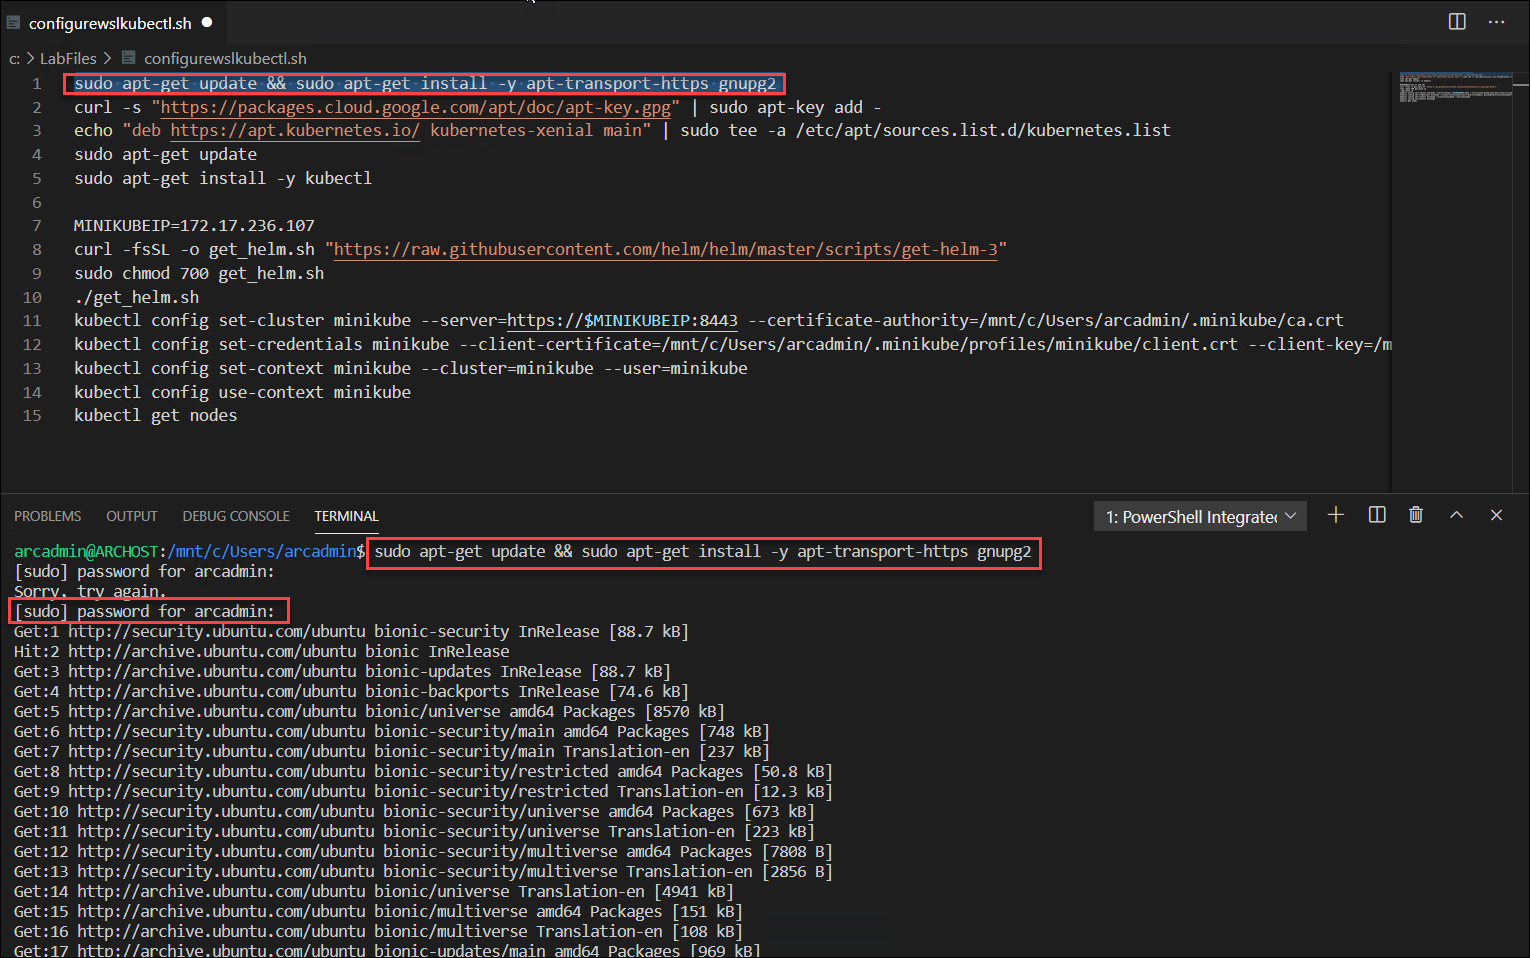 configurewslkubectl.sh
c: > LabFiles > configurewslkubectl.sh
1 sudo apt-get update && sudo apt-get install -y apt-transport-https gnupg2
2 curl -s "https://packages.cloud.google.com/apt/doc/apt-key.gpg" | sudo apt-key add -
3 echo "deb https://apt.kubernetes.io/ kubernetes-xenial main" | sudo tee -a /etc/apt/sources.list.d/kubernetes.list
4 sudo apt-get update
5 sudo apt-get install -y kubectl
6
7 MINIKUBEIP=172.17.236.107
8 curl -fsSL -o get_helm.sh "https://raw.githubusercontent.com/helm/helm/master/scripts/get-helm-3"
9 sudo chmod 700 get_helm.sh
10 ./get_helm.sh
11 kubectl config set-cluster minikube --server=https://$MINIKUBEIP:8443 --certificate-authority=/mnt/c/Users/arcadmin/.minikube/ca.crt
12 kubectl config set-credentials minikube --client-certificate=/mnt/c/Users/arcadmin/.minikube/profiles/minikube/client.crt --client-key=/m
13 kubectl config set-context minikube --cluster=minikube --user=minikube
14 kubectl config use-context minikube
15 kubectl get nodes
PROBLEMS OUTPUT DEBUG CONSOLE TERMINAL 1: PowerShell Integrated
arcadmin@ARCHOST:/mnt/c/Users/arcadmin$ sudo apt-get update && sudo apt-get install -y apt-transport-https gnupg2
[sudo] password for arcadmin:
Sorry, try again.
[sudo] password for arcadmin:
Get:1 http://security.ubuntu.com/ubuntu bionic-security InRelease [88.7 kB]
Hit:2 http://archive.ubuntu.com/ubuntu bionic InRelease
Get:3 http://archive.ubuntu.com/ubuntu bionic-updates InRelease [88.7 kB]
Get:4 http://archive.ubuntu.com/ubuntu bionic-backports InRelease [74.6 kB]
Get:5 http://archive.ubuntu.com/ubuntu bionic/universe amd64 Packages [8570 kB]
Get:6 http://security.ubuntu.com/ubuntu bionic-security/main amd64 Packages [748 kB]
Get:7 http://security.ubuntu.com/ubuntu bionic-security/main Translation-en [237 kB]
Get:8 http://security.ubuntu.com/ubuntu bionic-security/restricted amd64 Packages [50.8 kB]
Get:9 http://security.ubuntu.com/ubuntu bionic-security/restricted Translation-en [12.3 kB]
Get:10 http://security.ubuntu.com/ubuntu bionic-security/universe amd64 Packages [673 kB]
Get:11 http://security.ubuntu.com/ubuntu bionic-security/universe Translation-en [223 kB]
Get:12 http://security.ubuntu.com/ubuntu bionic-security/multiverse amd64 Packages [7808 B]
Get:13 http://security.ubuntu.com/ubuntu bionic-security/multiverse Translation-en [2856 B]
Get:14 http://archive.ubuntu.com/ubuntu bionic/universe Translation-en [4941 kB]
Get:15 http://archive.ubuntu.com/ubuntu bionic/multiverse amd64 Packages [151 kB]
Get:16 http://archive.ubuntu.com/ubuntu bionic/multiverse Translation-en [108 kB]
Get:17 http://archive.ubuntu.com/ubuntu bionic-updates/main amd64 Packages [969 kB]